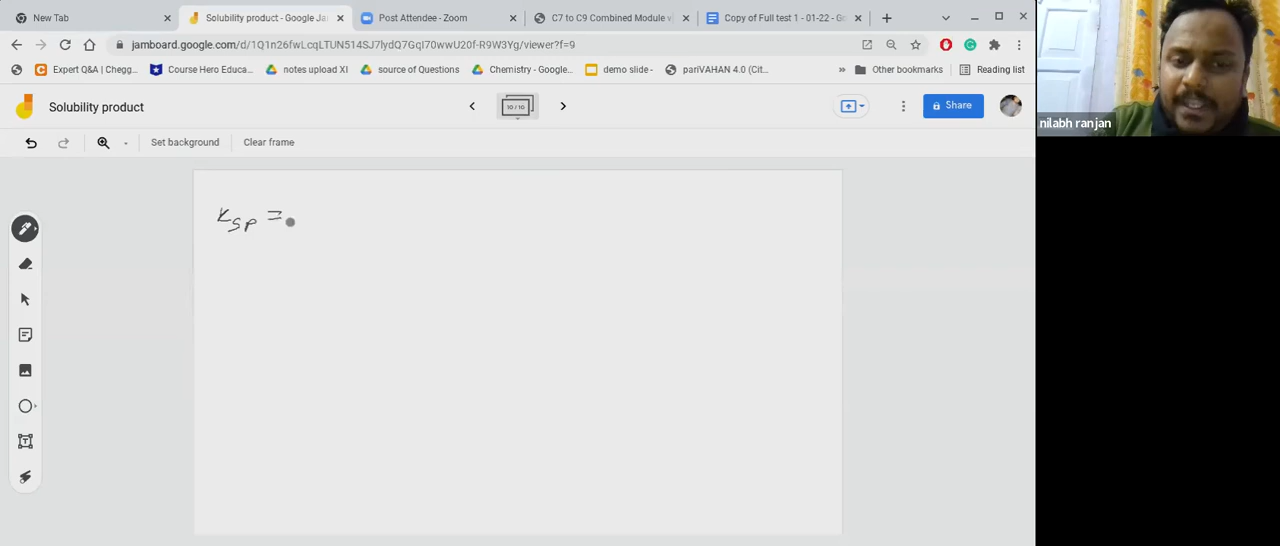 New Tab
Solubility product - Google Ja
Post Attendee - Zoom
C7 to C9 Combined Module v
Copy of Full test 1 - 01-22 - Go
jamboard.google.com/d/1Q1n26fwLcqLTUN514SJ7lydQ7GqI70wwU20f-R9W3Yg/viewer?f=9
Expert Q&A | Chegg...
Course Hero Educa...
notes upload XI
source of Questions
Chemistry - Google...
demo slide -
pariVAHAN 4.0 (Cit...
»
Other bookmarks
Reading list
Solubility product
10 / 10
Share
Set background
Clear frame
Ksp =
nilabh ranjan